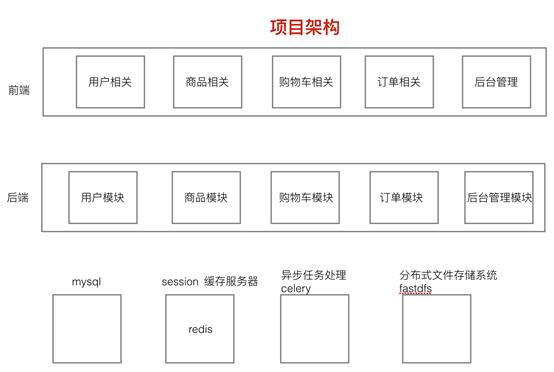 项目架构
前端
用户相关
商品相关
购物车相关
订单相关
后台管理
后端
用户模块
商品模块
购物车模块
订单模块
后台管理模块
mysql
session 缓存服务器
redis
异步任务处理
celery
分布式文件存储系统
fastdfs